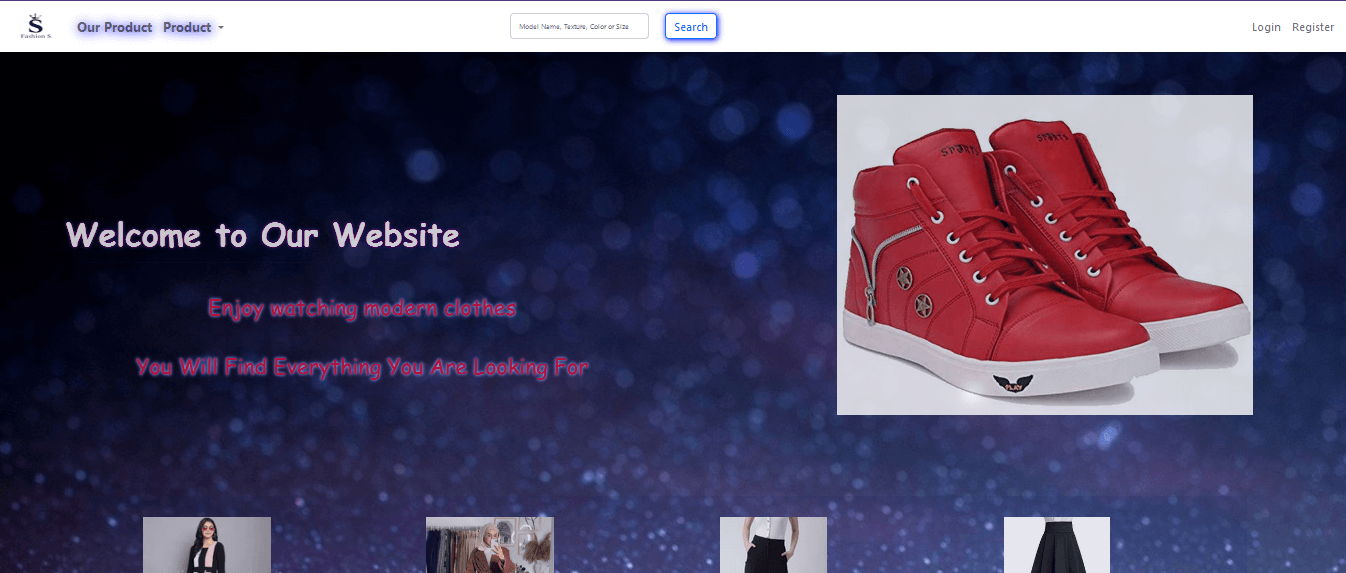 S
Fashion S
Our Product
Product
Model Name, Texture, Color or Size
Search
Login
Register
Welcome to Our Website
Enjoy watching modern clothes
You Will Find Everything You Are Looking For
SPORTS
SPORTS
PLAY